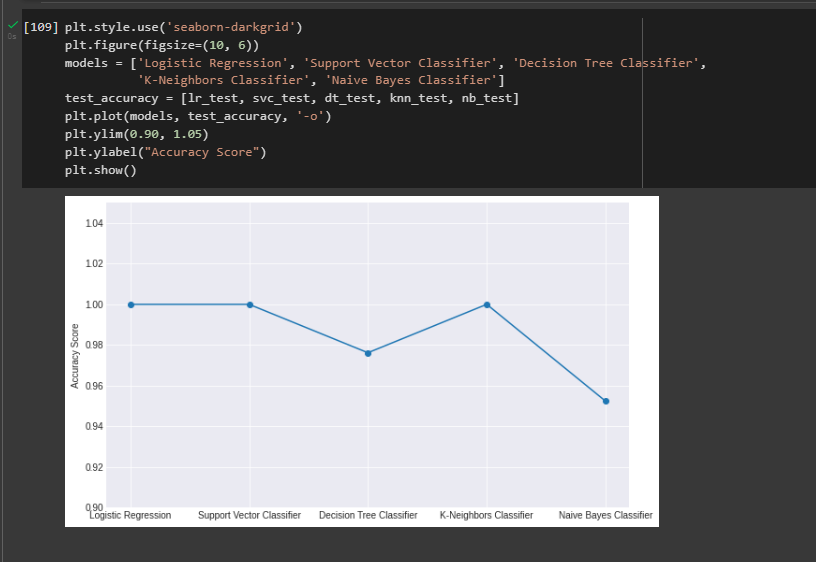 [109] plt.style.use('seaborn-darkgrid')
plt.figure(figsize=(10, 6))
models = ['Logistic Regression', 'Support Vector Classifier', 'Decision Tree Classifier',
'K-Neighbors Classifier', 'Naive Bayes Classifier']
test_accuracy = [lr_test, svc_test, dt_test, knn_test, nb_test]
plt.plot(models, test_accuracy, '-o')
plt.ylim(0.90, 1.05)
plt.ylabel("Accuracy Score")
plt.show()
0s
1.04
1.02
1.00
0.98
0.96
0.94
0.92
0.90
Accuracy Score
Logistic Regression Support Vector Classifier Decision Tree Classifier K-Neighbors Classifier Naive Bayes Classifier